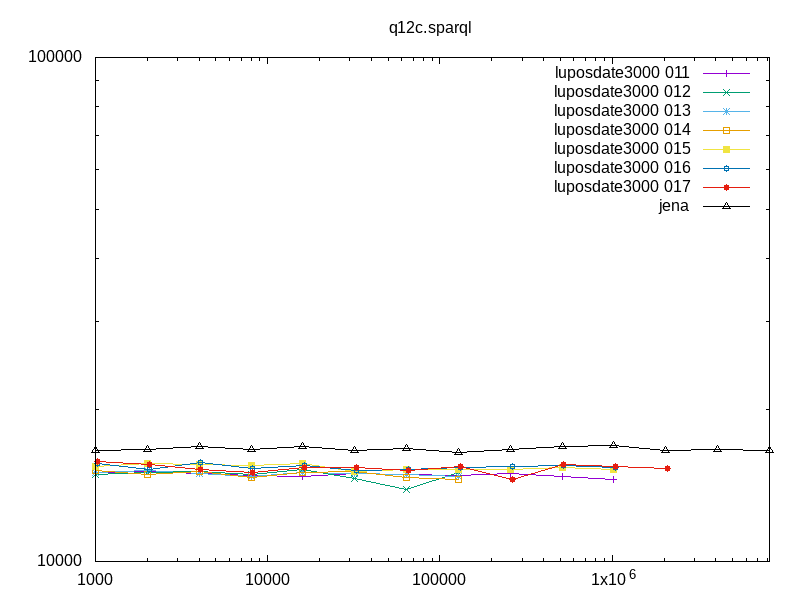 q12c.sparql
100000
luposdate3000 011
luposdate3000 012
luposdate3000 013
luposdate3000 014
luposdate3000 015
luposdate3000 016
luposdate3000 017
jena
10000
1000 10000 100000 1x10^6